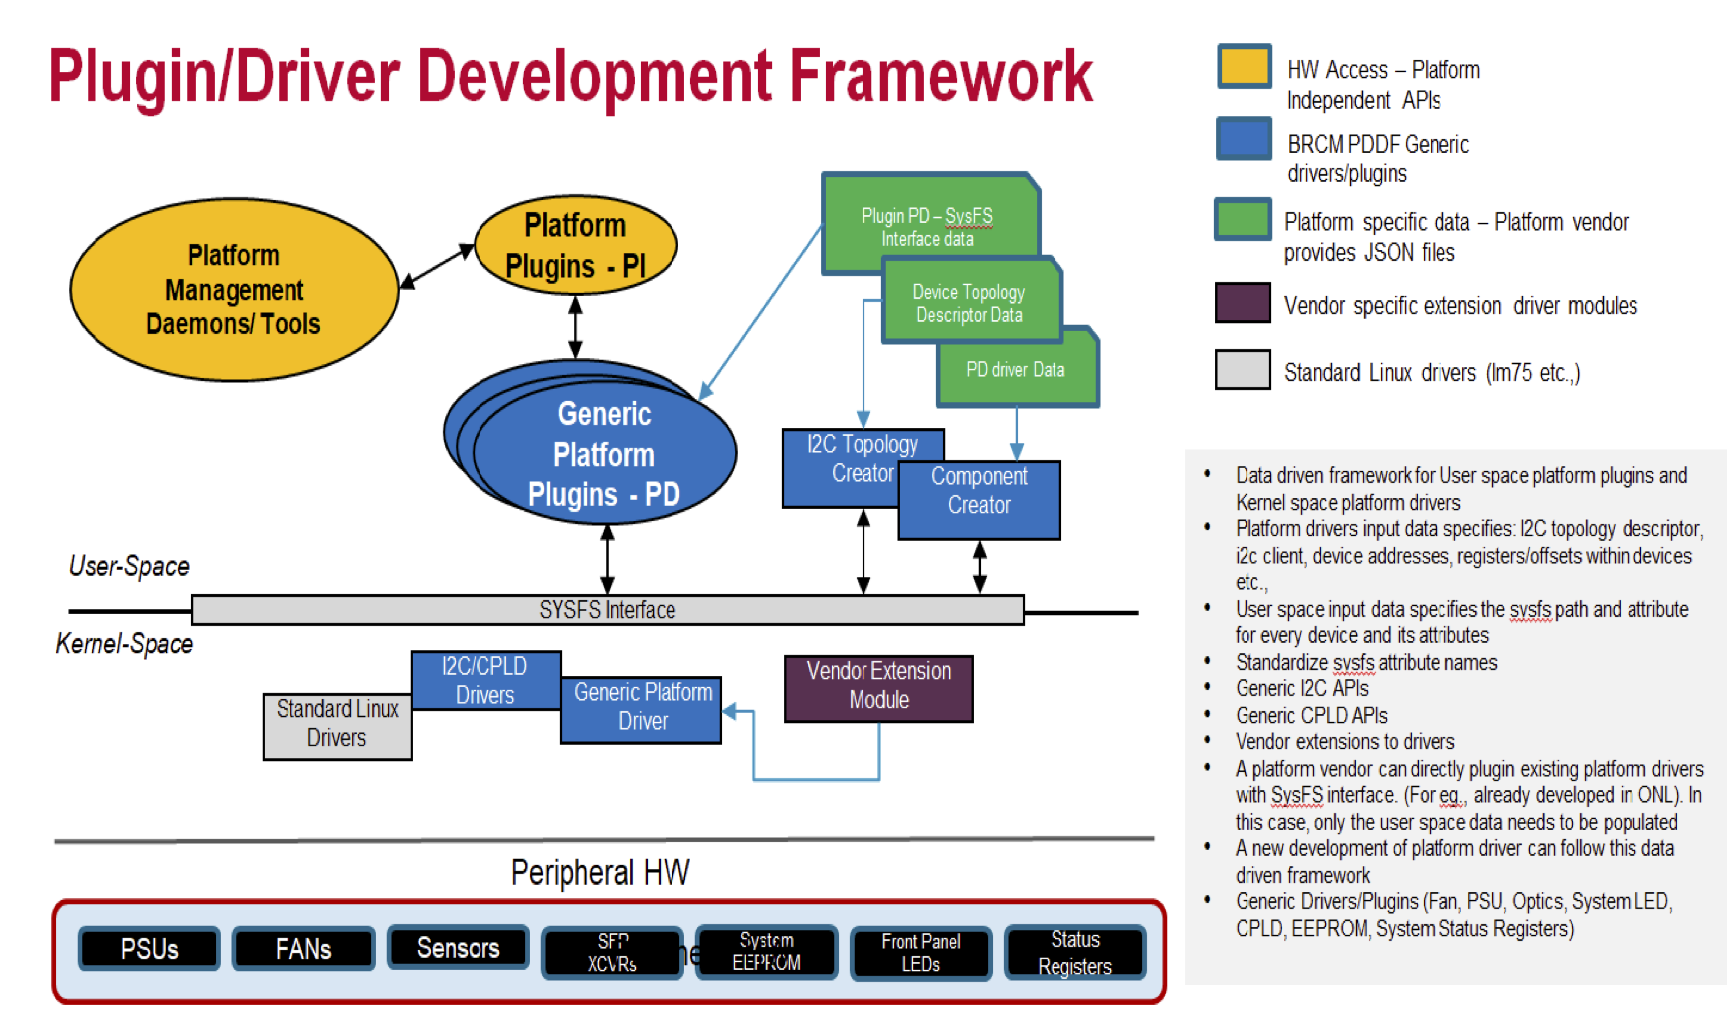 Plugin/Driver Development Framework
HW Access – Platform
Independent APIs
BRCM PDDF Generic
drivers/plugins
Platform specific data – Platform vendor
provides JSON files
Vendor specific extension driver modules
Standard Linux drivers (lm75 etc.,)
Platform
Management
Daemons/ Tools
Platform
Plugins - PI
Plugin PD – SysFS
Interface data
Device Topology
Descriptor Data
PD driver Data
Generic
Platform
Plugins - PD
I2C Topology
Creator
Component
Creator
User-Space
SYSFS Interface
Kernel-Space
Standard Linux
Drivers
I2C/CPLD
Drivers
Generic Platform
Driver
Vendor Extension
Module
Peripheral HW
PSUs
FANs
Sensors
SFP
XCVRs
System
EEPROM
Front Panel
LEDs
Status
Registers
• Data driven framework for User space platform plugins and
Kernel space platform drivers
• Platform drivers input data specifies: I2C topology descriptor,
i2c client, device addresses, registers/offsets within devices
etc.,
• User space input data specifies the sysfs path and attribute
for every device and its attributes
• Standardize sysfs attribute names
• Generic I2C APIs
• Generic CPLD APIs
• Vendor extensions to drivers
• A platform vendor can directly plugin existing platform drivers
with SysFS interface. (For eg., already developed in ONL). In
this case, only the user space data needs to be populated
• A new development of platform driver can follow this data
driven framework
• Generic Drivers/Plugins (Fan, PSU, Optics, System LED,
CPLD, EEPROM, System Status Registers)